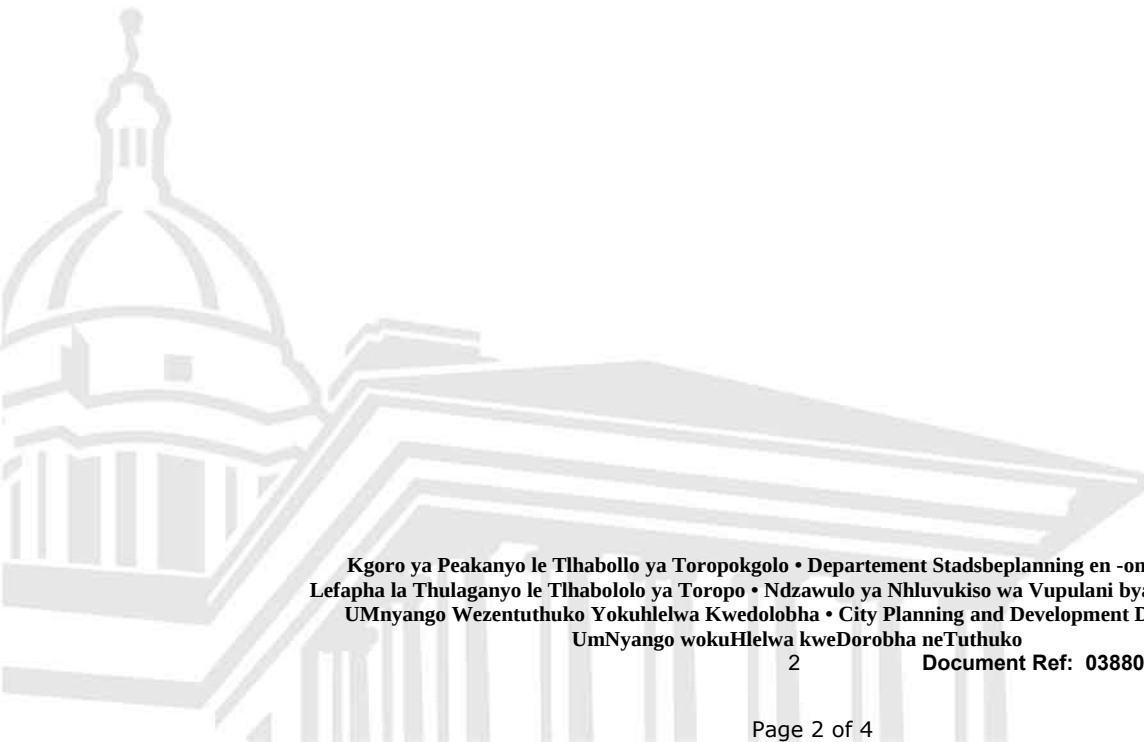 Kgoro ya Peakanyo le Tlhabollo ya Toropokgolo • Departement Stadsbeplanning en
Lefapha la Thulaganyo le Tlhabololo ya Toropo • Ndzawulo ya Nhluvukiso wa Vupulani
UMnyango Wezentuthuko Yokuhlelwa Kwedolobha • City Planning and Development
UmNyango wokuHlelwa kweDorobha neTuthuko
2 Document Ref: 03880
Page 2 of 4